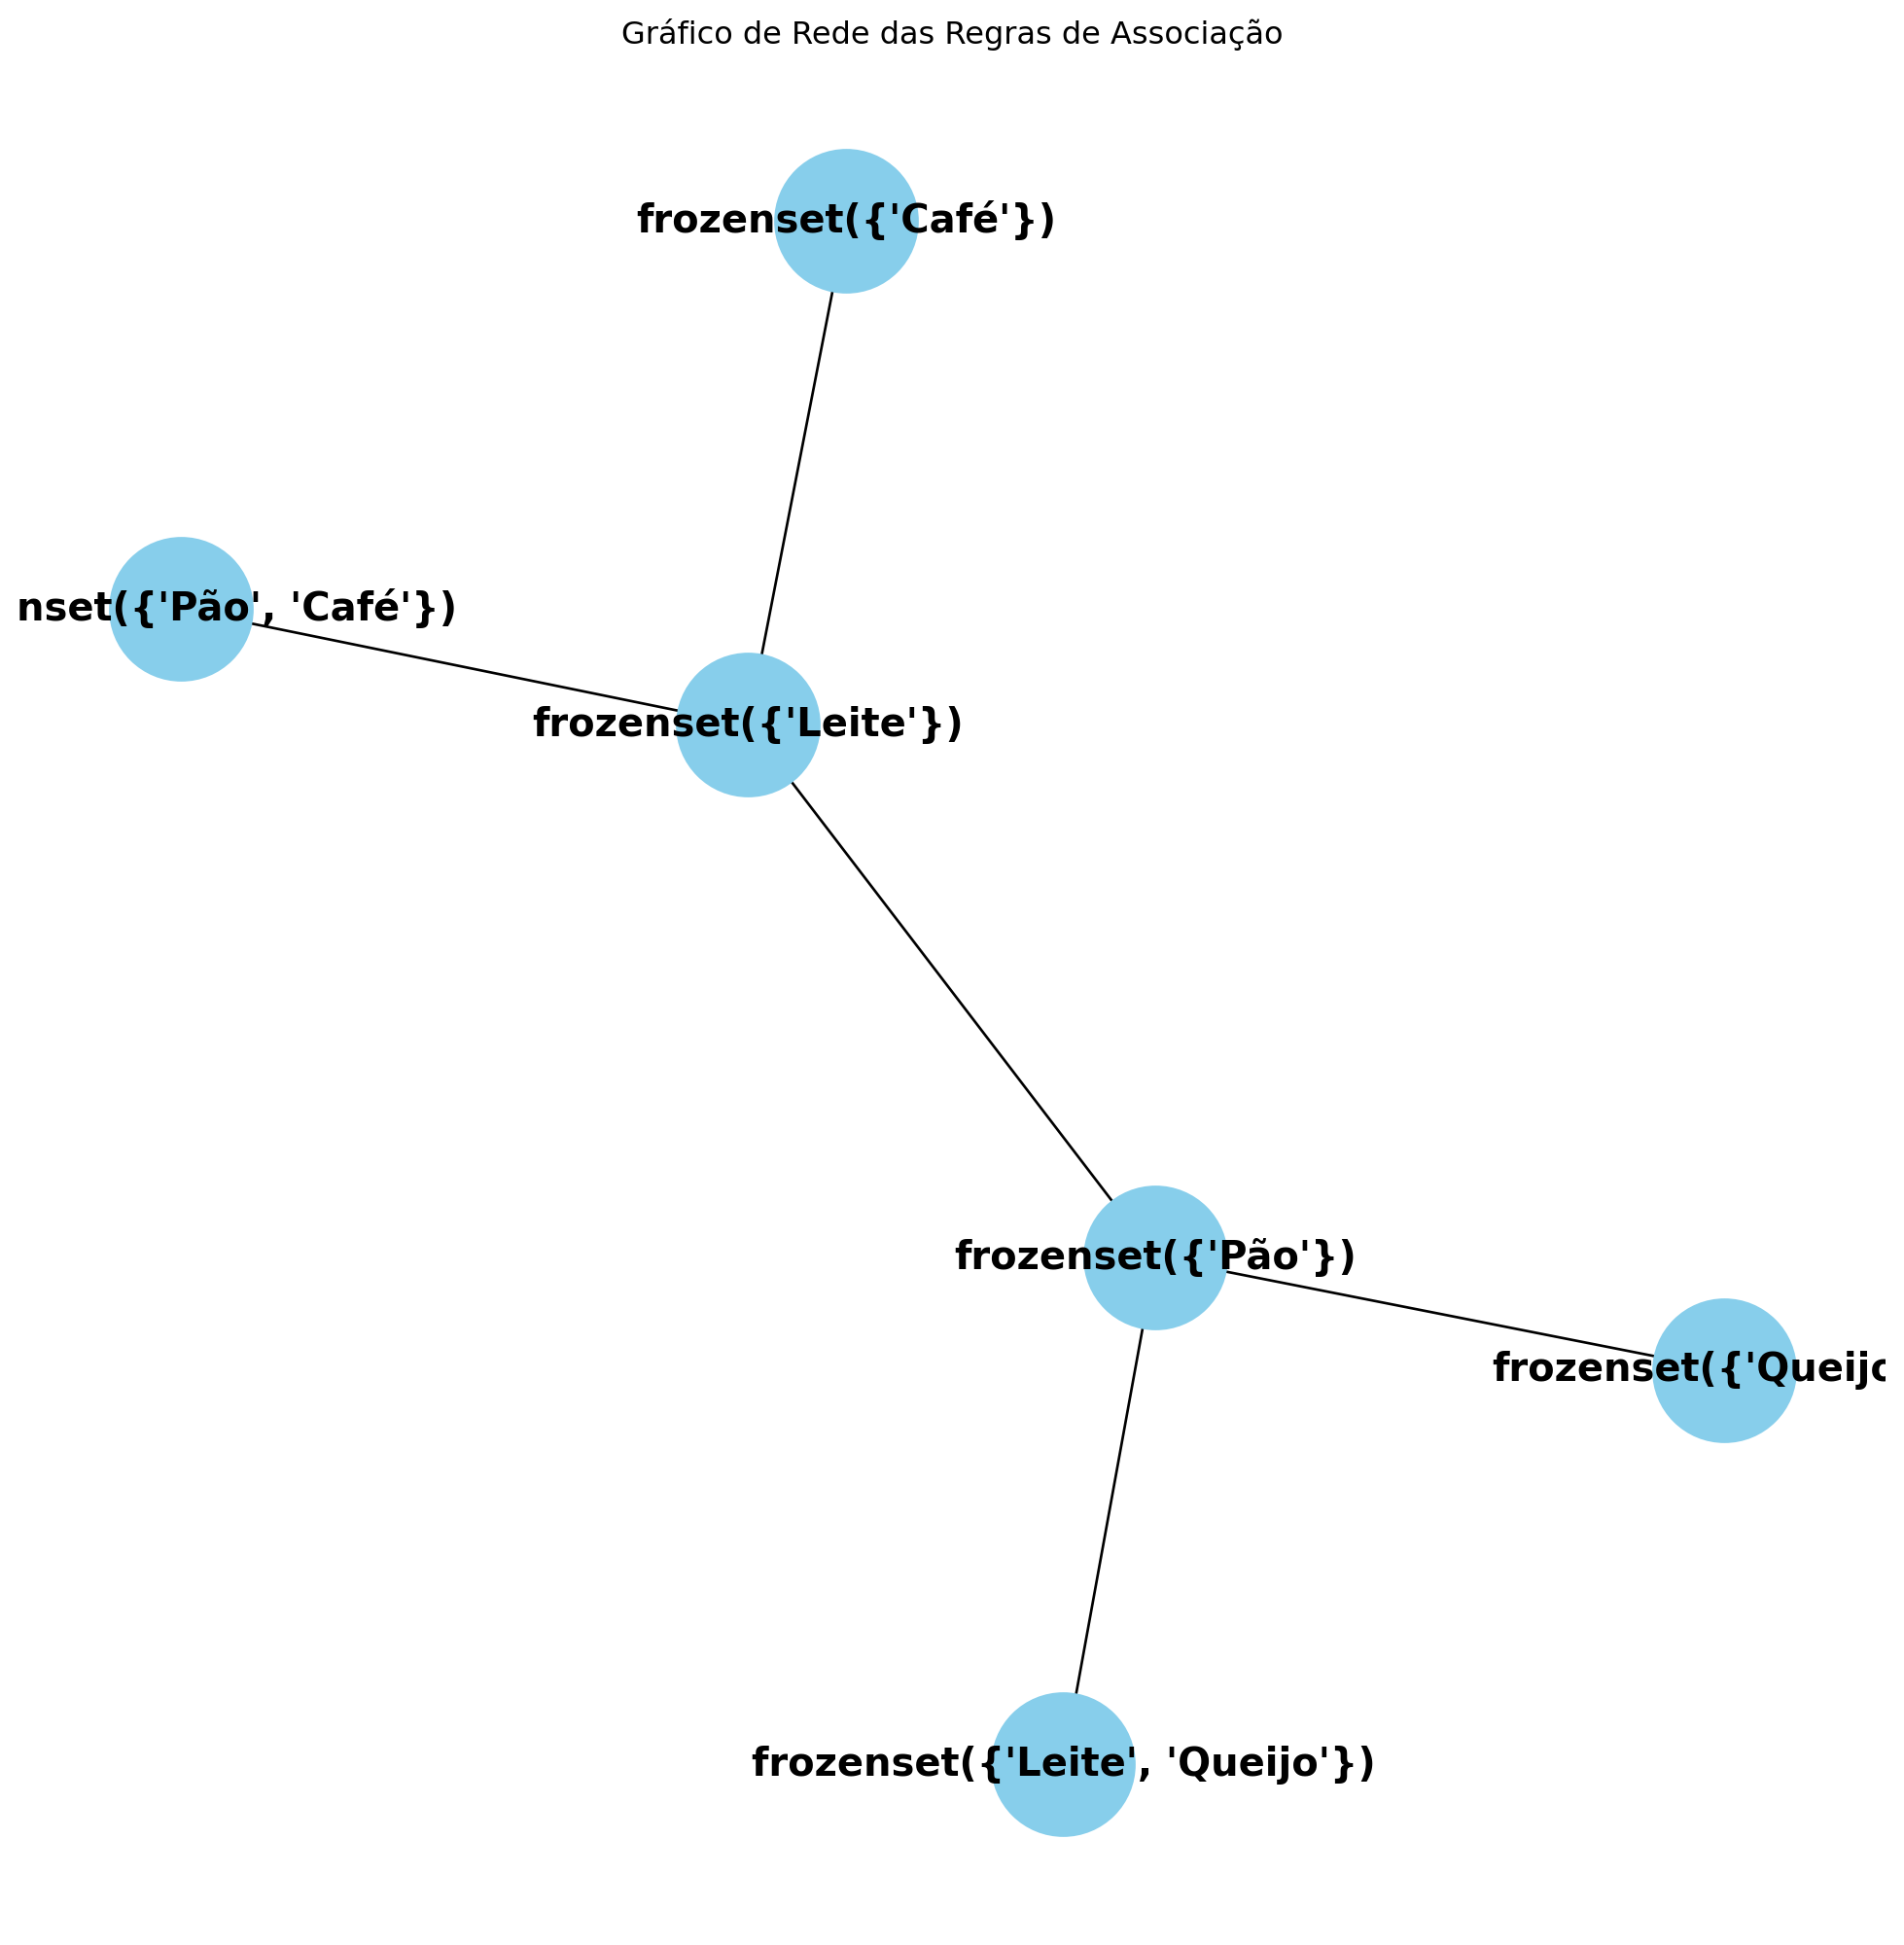 Gráfico de Rede das Regras de Associação
frozenset({'Café'})
nset({'Pão', 'Café'})
frozenset({'Leite'})
frozenset({'Pão'})
frozenset({'Queijo
frozenset({'Leite', 'Queijo'})